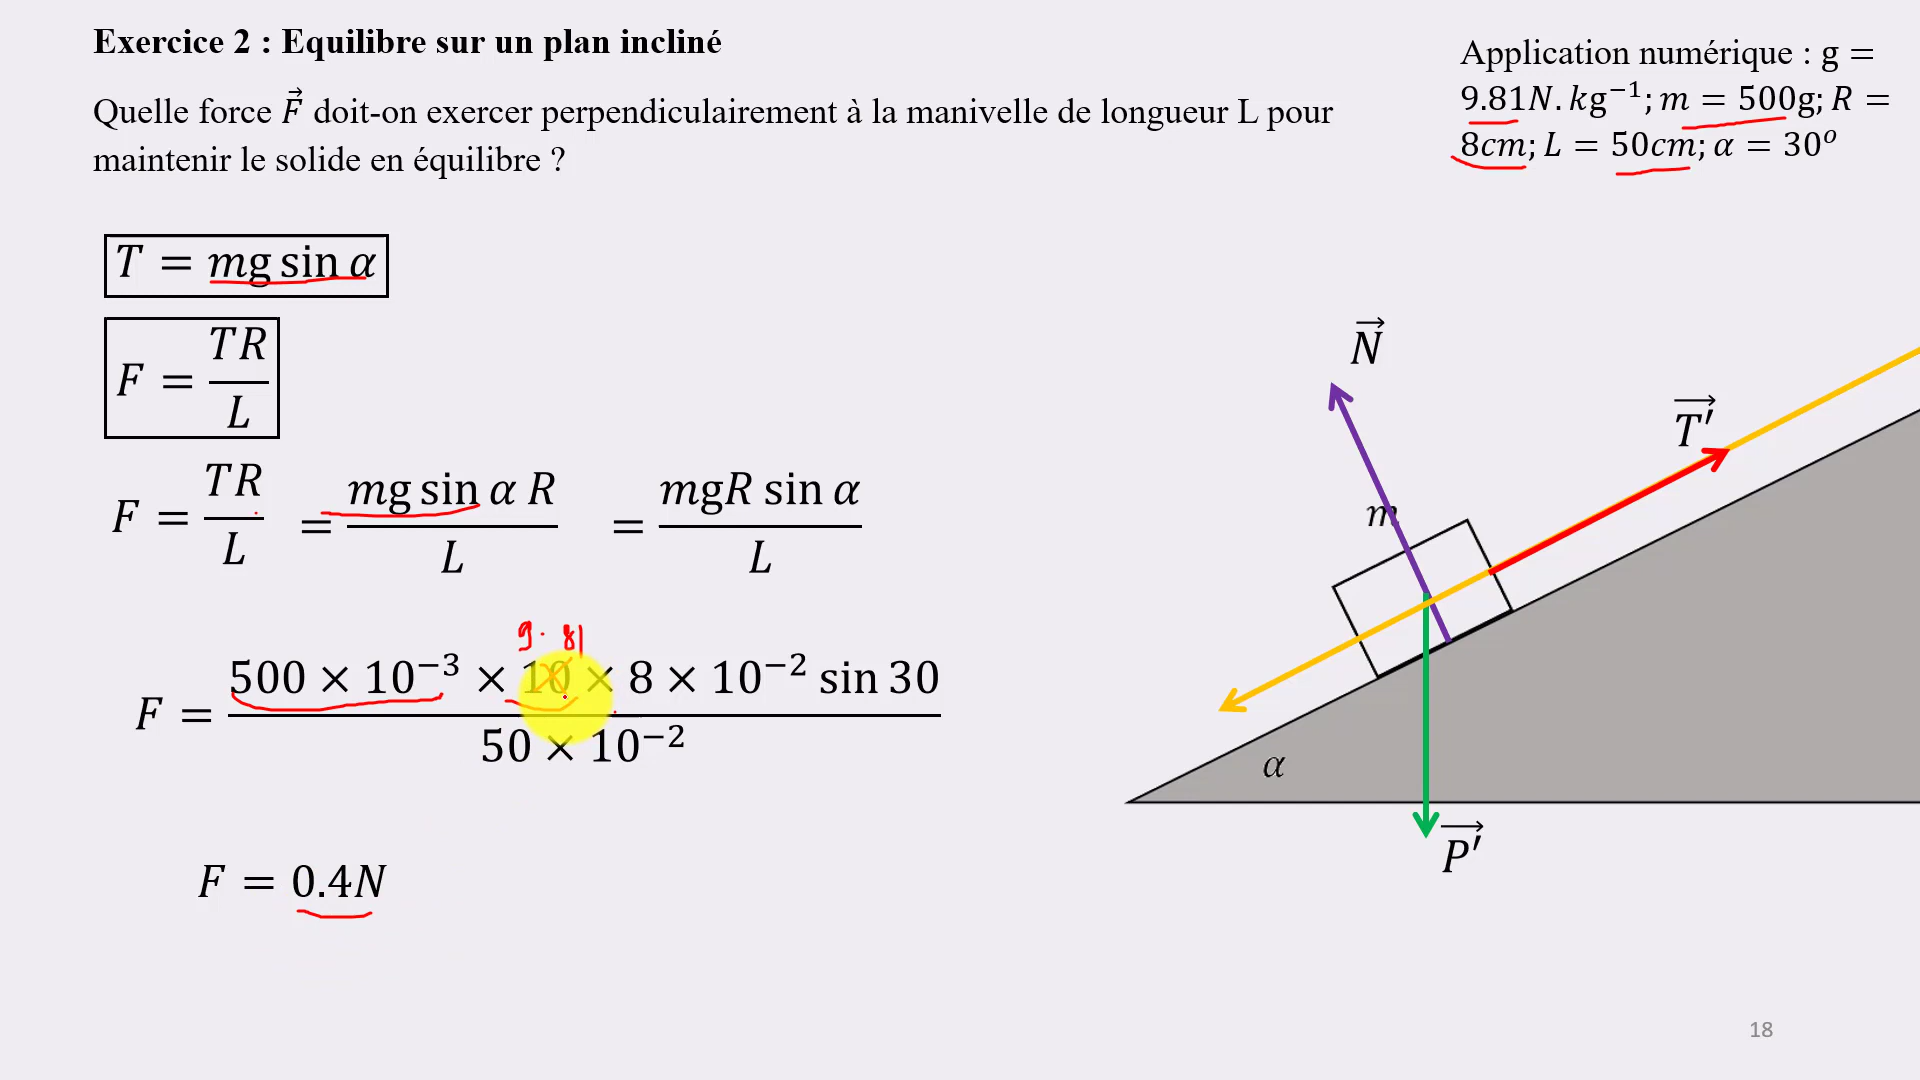 Exercice 2 : Equilibre sur un plan incliné
Quelle force F⃗ doit-on exercer perpendiculairement à la manivelle de longueur L pour
maintenir le solide en équilibre ?
Application numérique : g =
9.81N.kg⁻¹; m = 500g; R =
8cm; L = 50cm; α = 30°
T = mg sin α
F = TR/L
F = TR/L = mg sin α R/L = mgR sin α/L
9.81
F = 500 × 10⁻³ × 10 × 8 × 10⁻² sin 30/50 × 10⁻²
F = 0.4N
N⃗
T'⃗
m
α
P'⃗
18